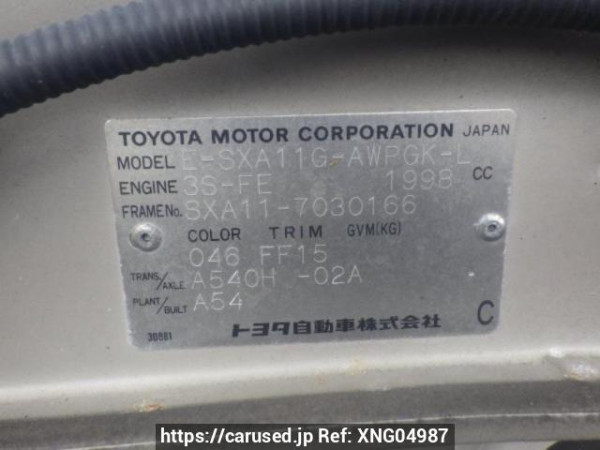 TOYOTA MOTOR CORPORATION JAPAN
MODEL E-SXA11G-AWPGK-L
ENGINE 3S-FE 1998 CC
FRAME No. SXA11-7030166
COLOR TRIM GVM(KG)
046 FF15
TRANS./AXLE A540H -02A
PLANT/BUILT A54
30881 トヨタ自動車株式会社 C
https://carused.jp Ref: XNG04987